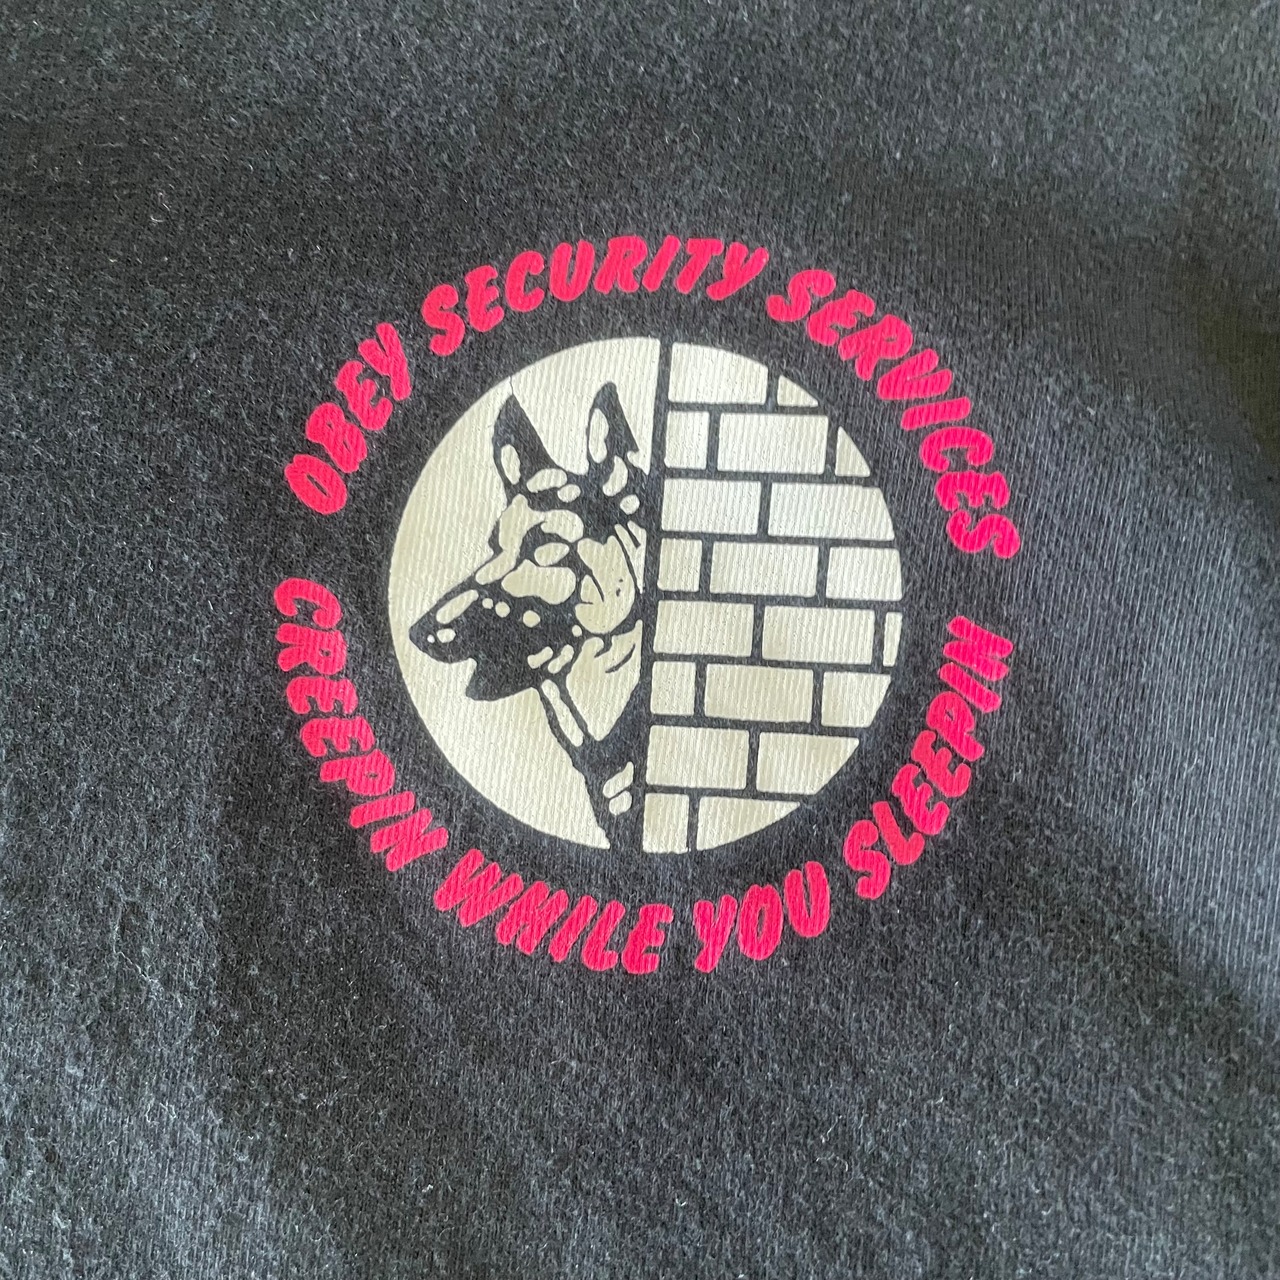 OBEY SECURITY SERVICES
CREEPIN WHILE YOU SLEEPIN